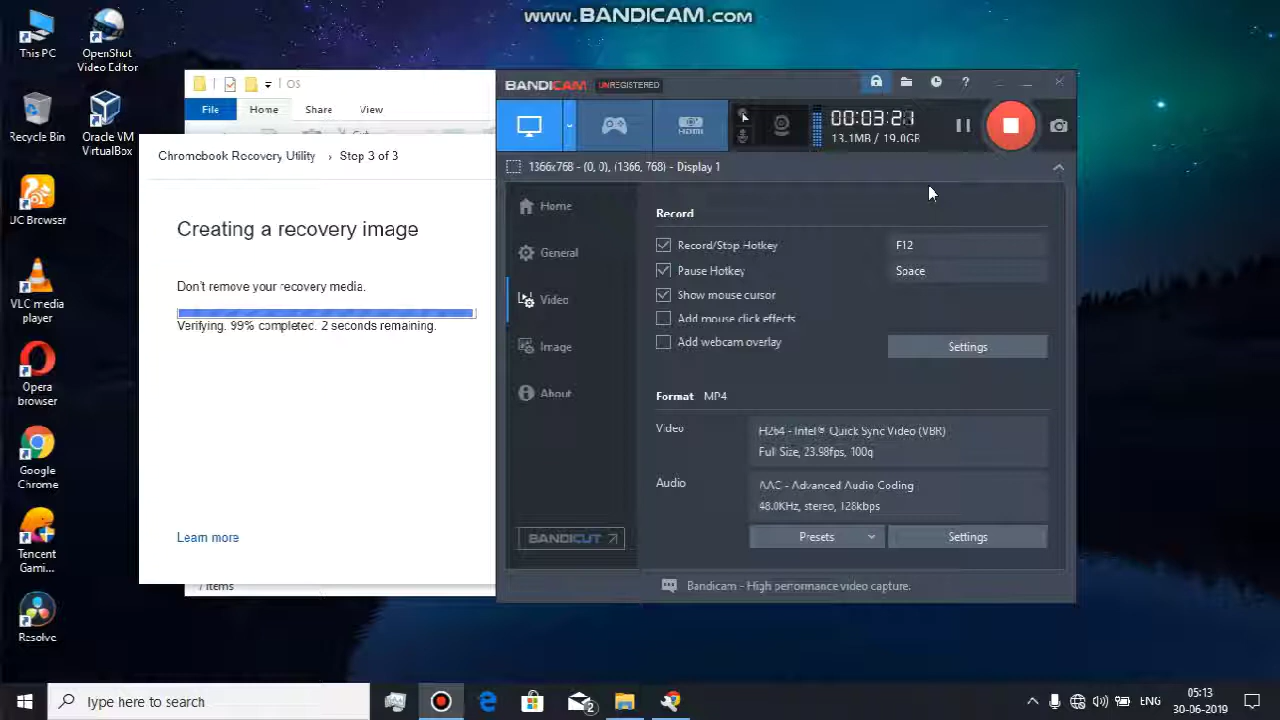 www.BANDICAM.com
This PC
OpenShot
Video Editor
Recycle Bin
Oracle VM
VirtualBox
UC Browser
VLC media
player
Opera
browser
Google
Chrome
Tencent
Gami...
Resolve
OS
File
Home
Share
View
Chromebook Recovery Utility › Step 3 of 3
Creating a recovery image
Don't remove your recovery media.
Verifying. 99% completed. 2 seconds remaining.
Learn more
7 items
BANDICAM UNREGISTERED
HDMI
00:03:21
13.1MB / 19.0GB
1366x768 - (0, 0), (1366, 768) - Display 1
Home
General
Video
Image
About
BANDICUT
Record
Record/Stop Hotkey
F12
Pause Hotkey
Space
Show mouse cursor
Add mouse click effects
Add webcam overlay
Settings
Format MP4
Video
H264 - Intel® Quick Sync Video (VBR)
Full Size, 23.98fps, 100q
Audio
AAC - Advanced Audio Coding
48.0KHz, stereo, 128kbps
Presets
Settings
Bandicam - High performance video capture.
Type here to search
2
ENG
05:13
30-06-2019